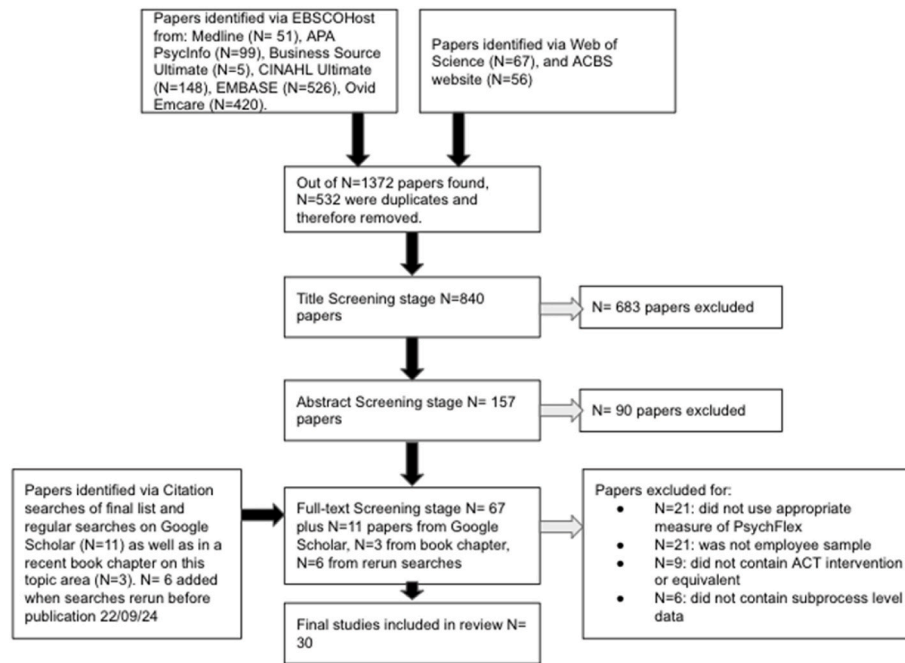 Papers identified via EBSCOHost
from: Medline (N= 51), APA
PsycInfo (N=99), Business Source
Ultimate (N=5), CINAHL Ultimate
(N=148), EMBASE (N=526), Ovid
Emcare (N=420).
Papers identified via Web of
Science (N=67), and ACBS
website (N=56)
Out of N=1372 papers found,
N=532 were duplicates and
therefore removed.
Title Screening stage N=840
papers
N= 683 papers excluded
Abstract Screening stage N= 157
papers
N= 90 papers excluded
Papers identified via Citation
searches of final list and
regular searches on Google
Scholar (N=11) as well as in a
recent book chapter on this
topic area (N=3). N= 6 added
when searches rerun before
publication 22/09/24
Full-text Screening stage N= 67
plus N=11 papers from Google
Scholar, N=3 from book chapter,
N=6 from rerun searches
Papers excluded for:
● N=21: did not use appropriate
measure of PsychFlex
● N=21: was not employee sample
● N=9: did not contain ACT intervention
or equivalent
● N=6: did not contain subprocess level
data
Final studies included in review N=
30